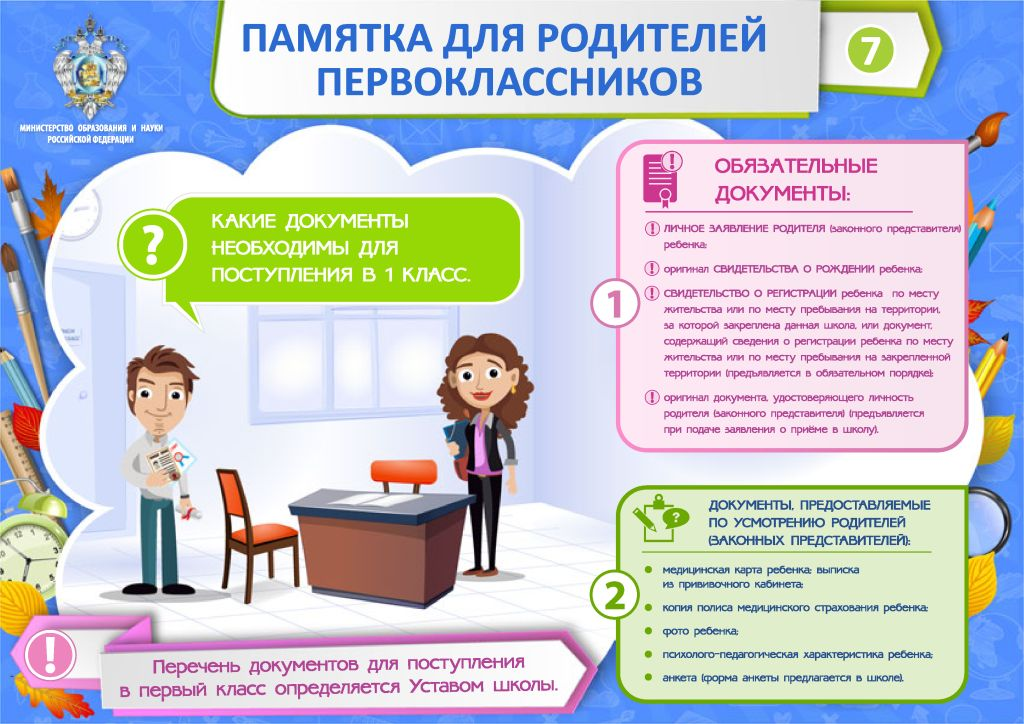 ПАМЯТКА ДЛЯ РОДИТЕЛЕЙ
ПЕРВОКЛАССНИКОВ
7
МИНИСТЕРСТВО ОБРАЗОВАНИЯ И НАУКИ
РОССИЙСКОЙ ФЕДЕРАЦИИ
?
КАКИЕ ДОКУМЕНТЫ
НЕОБХОДИМЫ ДЛЯ
ПОСТУПЛЕНИЯ В 1 КЛАСС.
1
!
ОБЯЗАТЕЛЬНЫЕ
ДОКУМЕНТЫ:
! ЛИЧНОЕ ЗАЯВЛЕНИЕ РОДИТЕЛЯ (законного представителя)
ребенка;
! оригинал СВИДЕТЕЛЬСТВА О РОЖДЕНИИ ребенка;
! СВИДЕТЕЛЬСТВО О РЕГИСТРАЦИИ ребенка по месту
жительства или по месту пребывания на территории,
за которой закреплена данная школа, или документ,
содержащий сведения о регистрации ребенка по месту
жительства или по месту пребывания на закрепленной
территории (предъявляется в обязательном порядке);
! оригинал документа, удостоверяющего личность
родителя (законного представителя) (предъявляется
при подаче заявления о приёме в школу).
2
?
ДОКУМЕНТЫ, ПРЕДОСТАВЛЯЕМЫЕ
ПО УСМОТРЕНИЮ РОДИТЕЛЕЙ
(ЗАКОННЫХ ПРЕДСТАВИТЕЛЕЙ):
• медицинская карта ребенка; выписка
из прививочного кабинета;
• копия полиса медицинского страхования ребенка;
• фото ребенка;
• психолого-педагогическая характеристика ребенка;
• анкета (форма анкеты предлагается в школе).
!
Перечень документов для поступления
в первый класс определяется Уставом школы.